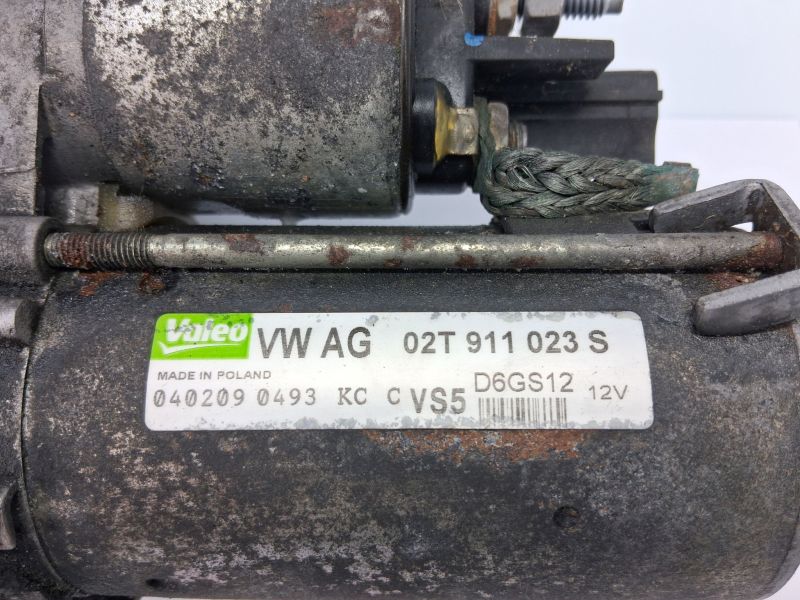 Valeo VW AG 02T 911 023 S
MADE IN POLAND
040209 0493 KC C VS5 D6GS12 12V